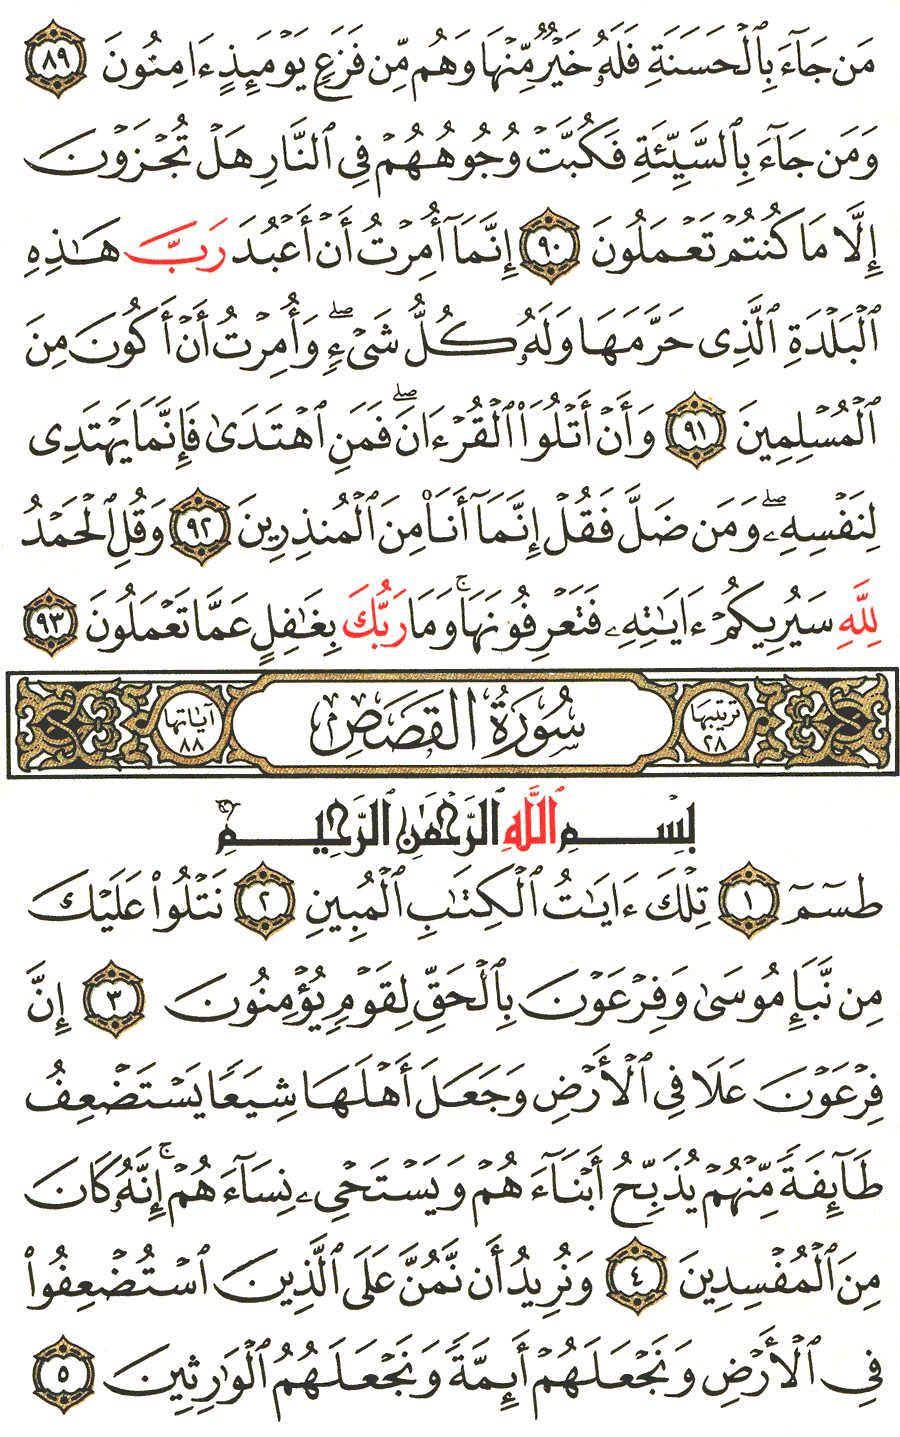 مَن جَآءَ بِٱلْحَسَنَةِ فَلَهُۥ خَيْرٌ مِّنْهَا وَهُم مِّن فَزَعٍ يَوْمَئِذٍ ءَامِنُونَ ٨٩
وَمَن جَآءَ بِٱلسَّيِّئَةِ فَكُبَّتْ وُجُوهُهُمْ فِى ٱلنَّارِ هَلْ تُجْزَوْنَ
إِلَّا مَا كُنتُمْ تَعْمَلُونَ ٩٠ إِنَّمَآ أُمِرْتُ أَنْ أَعْبُدَ رَبَّ هَـٰذِهِ
ٱلْبَلْدَةِ ٱلَّذِى حَرَّمَهَا وَلَهُۥ كُلُّ شَىْءٍ ۖ وَأُمِرْتُ أَنْ أَكُونَ مِنَ
ٱلْمُسْلِمِينَ ٩١ وَأَنْ أَتْلُوَا۟ ٱلْقُرْءَانَ ۖ فَمَنِ ٱهْتَدَىٰ فَإِنَّمَا يَهْتَدِى
لِنَفْسِهِۦ ۖ وَمَن ضَلَّ فَقُلْ إِنَّمَآ أَنَا۠ مِنَ ٱلْمُنذِرِينَ ٩٢ وَقُلِ ٱلْحَمْدُ
لِلَّهِ سَيُرِيكُمْ ءَايَـٰتِهِۦ فَتَعْرِفُونَهَا ۚ وَمَا رَبُّكَ بِغَـٰفِلٍ عَمَّا تَعْمَلُونَ ٩٣
ترتيبها ٢٨ سُورَةُ القَصَصِ آياتها ٨٨
بِسْمِ ٱللَّهِ ٱلرَّحْمَـٰنِ ٱلرَّحِيمِ
طسٓمٓ ١ تِلْكَ ءَايَـٰتُ ٱلْكِتَـٰبِ ٱلْمُبِينِ ٢ نَتْلُوا۟ عَلَيْكَ
مِن نَّبَإِ مُوسَىٰ وَفِرْعَوْنَ بِٱلْحَقِّ لِقَوْمٍ يُؤْمِنُونَ ٣ إِنَّ
فِرْعَوْنَ عَلَا فِى ٱلْأَرْضِ وَجَعَلَ أَهْلَهَا شِيَعًا يَسْتَضْعِفُ
طَآئِفَةً مِّنْهُمْ يُذَبِّحُ أَبْنَآءَهُمْ وَيَسْتَحْىِۦ نِسَآءَهُمْ ۚ إِنَّهُۥ كَانَ
مِنَ ٱلْمُفْسِدِينَ ٤ وَنُرِيدُ أَن نَّمُنَّ عَلَى ٱلَّذِينَ ٱسْتُضْعِفُوا۟
فِى ٱلْأَرْضِ وَنَجْعَلَهُمْ أَئِمَّةً وَنَجْعَلَهُمُ ٱلْوَٰرِثِينَ ٥